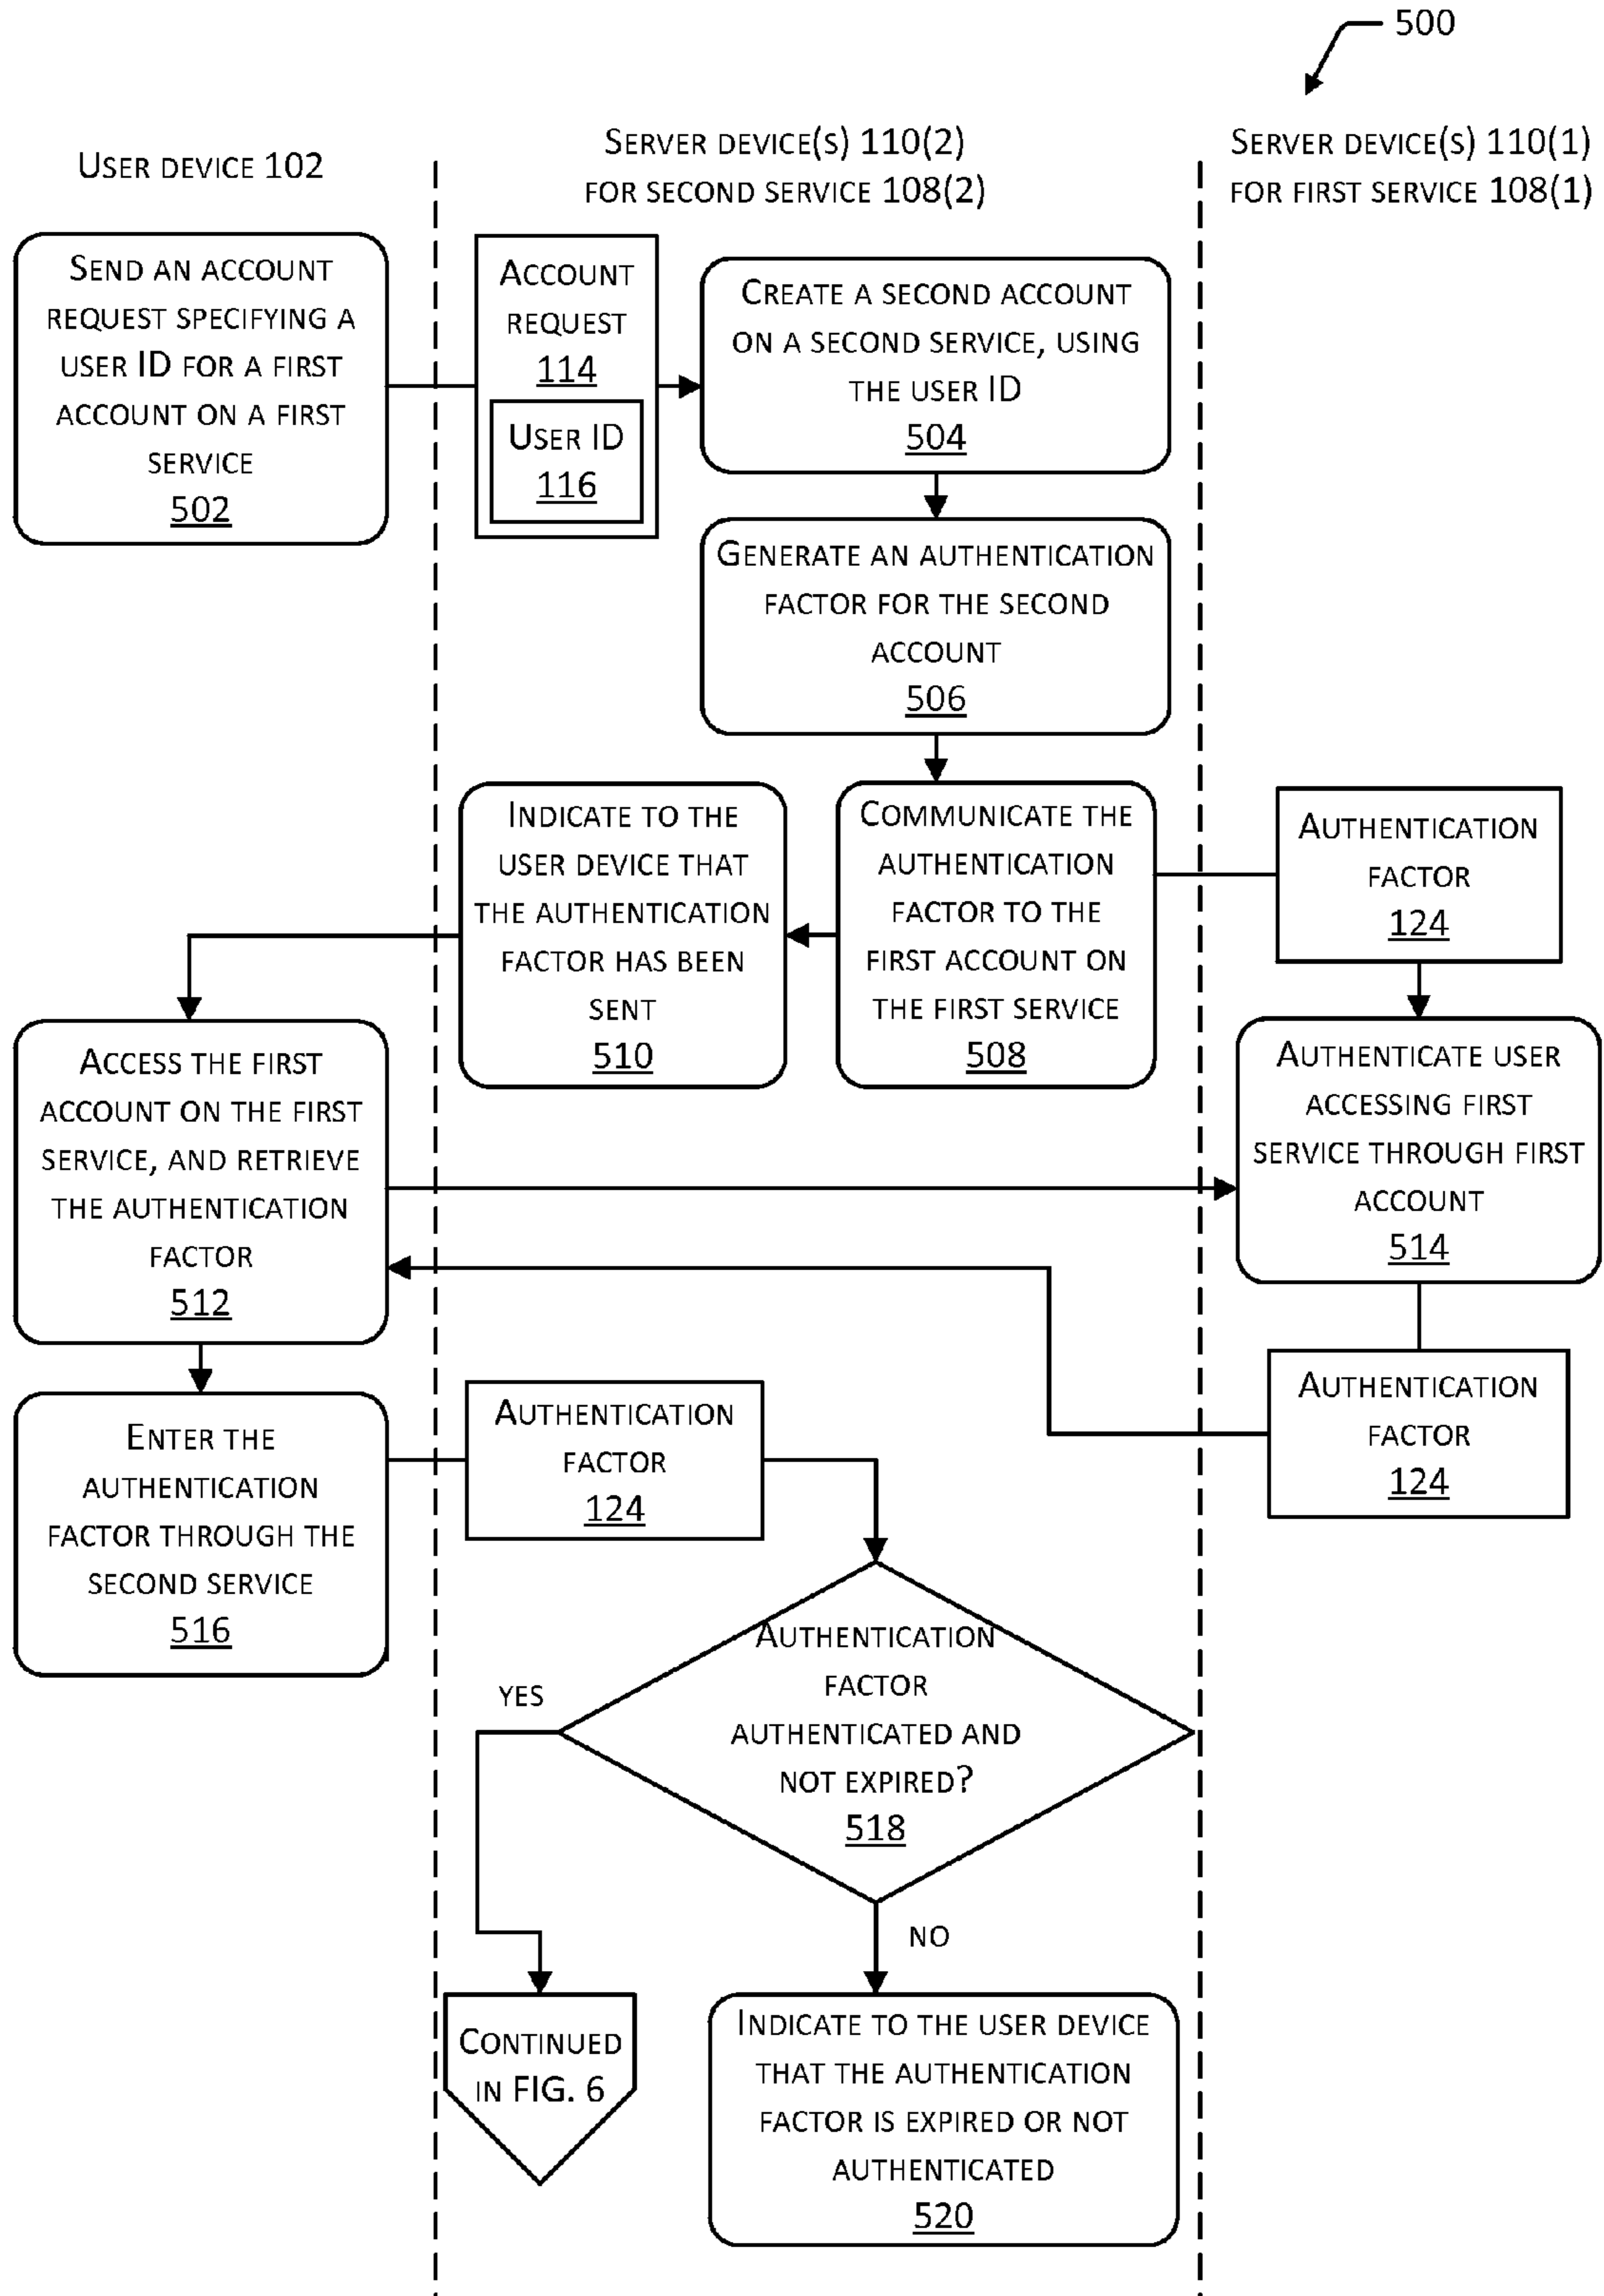 500
USER DEVICE 102
SERVER DEVICE(S) 110(2)
FOR SECOND SERVICE 108(2)
SERVER DEVICE(S) 110(1)
FOR FIRST SERVICE 108(1)
SEND AN ACCOUNT
REQUEST SPECIFYING A
USER ID FOR A FIRST
ACCOUNT ON A FIRST
SERVICE
502
ACCOUNT
REQUEST
114
USER ID
116
CREATE A SECOND ACCOUNT
ON A SECOND SERVICE, USING
THE USER ID
504
GENERATE AN AUTHENTICATION
FACTOR FOR THE SECOND
ACCOUNT
506
INDICATE TO THE
USER DEVICE THAT
THE AUTHENTICATION
FACTOR HAS BEEN
SENT
510
COMMUNICATE THE
AUTHENTICATION
FACTOR TO THE
FIRST ACCOUNT ON
THE FIRST SERVICE
508
AUTHENTICATION
FACTOR
124
ACCESS THE FIRST
ACCOUNT ON THE FIRST
SERVICE, AND RETRIEVE
THE AUTHENTICATION
FACTOR
512
AUTHENTICATE USER
ACCESSING FIRST
SERVICE THROUGH FIRST
ACCOUNT
514
AUTHENTICATION
FACTOR
124
ENTER THE
AUTHENTICATION
FACTOR THROUGH THE
SECOND SERVICE
516
AUTHENTICATION
FACTOR
124
AUTHENTICATION
FACTOR
AUTHENTICATED AND
NOT EXPIRED?
518
YES
NO
CONTINUED
IN FIG. 6
INDICATE TO THE USER DEVICE
THAT THE AUTHENTICATION
FACTOR IS EXPIRED OR NOT
AUTHENTICATED
520